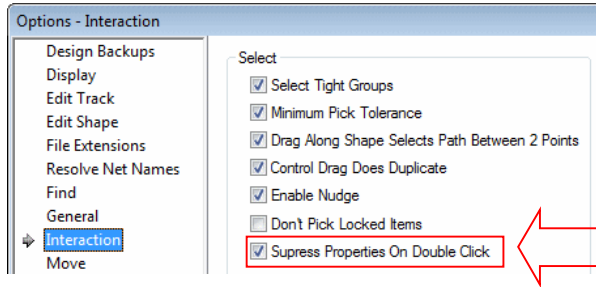 Options - Interaction
Design Backups
Display
Edit Track
Edit Shape
File Extensions
Resolve Net Names
Find
General
Interaction
Move
Select
Select Tight Groups
Minimum Pick Tolerance
Drag Along Shape Selects Path Between 2 Points
Control Drag Does Duplicate
Enable Nudge
Don't Pick Locked Items
Supress Properties On Double Click